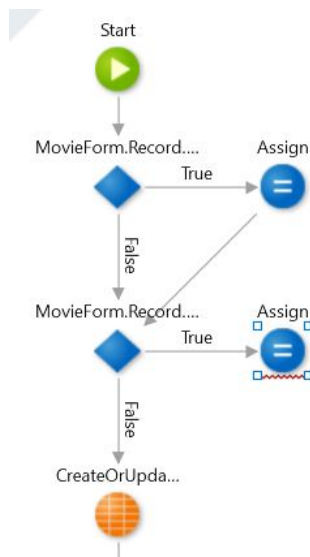 Start
MovieForm.Record....
Assign
True
False
MovieForm.Record....
Assign
True
False
CreateOrUpda...